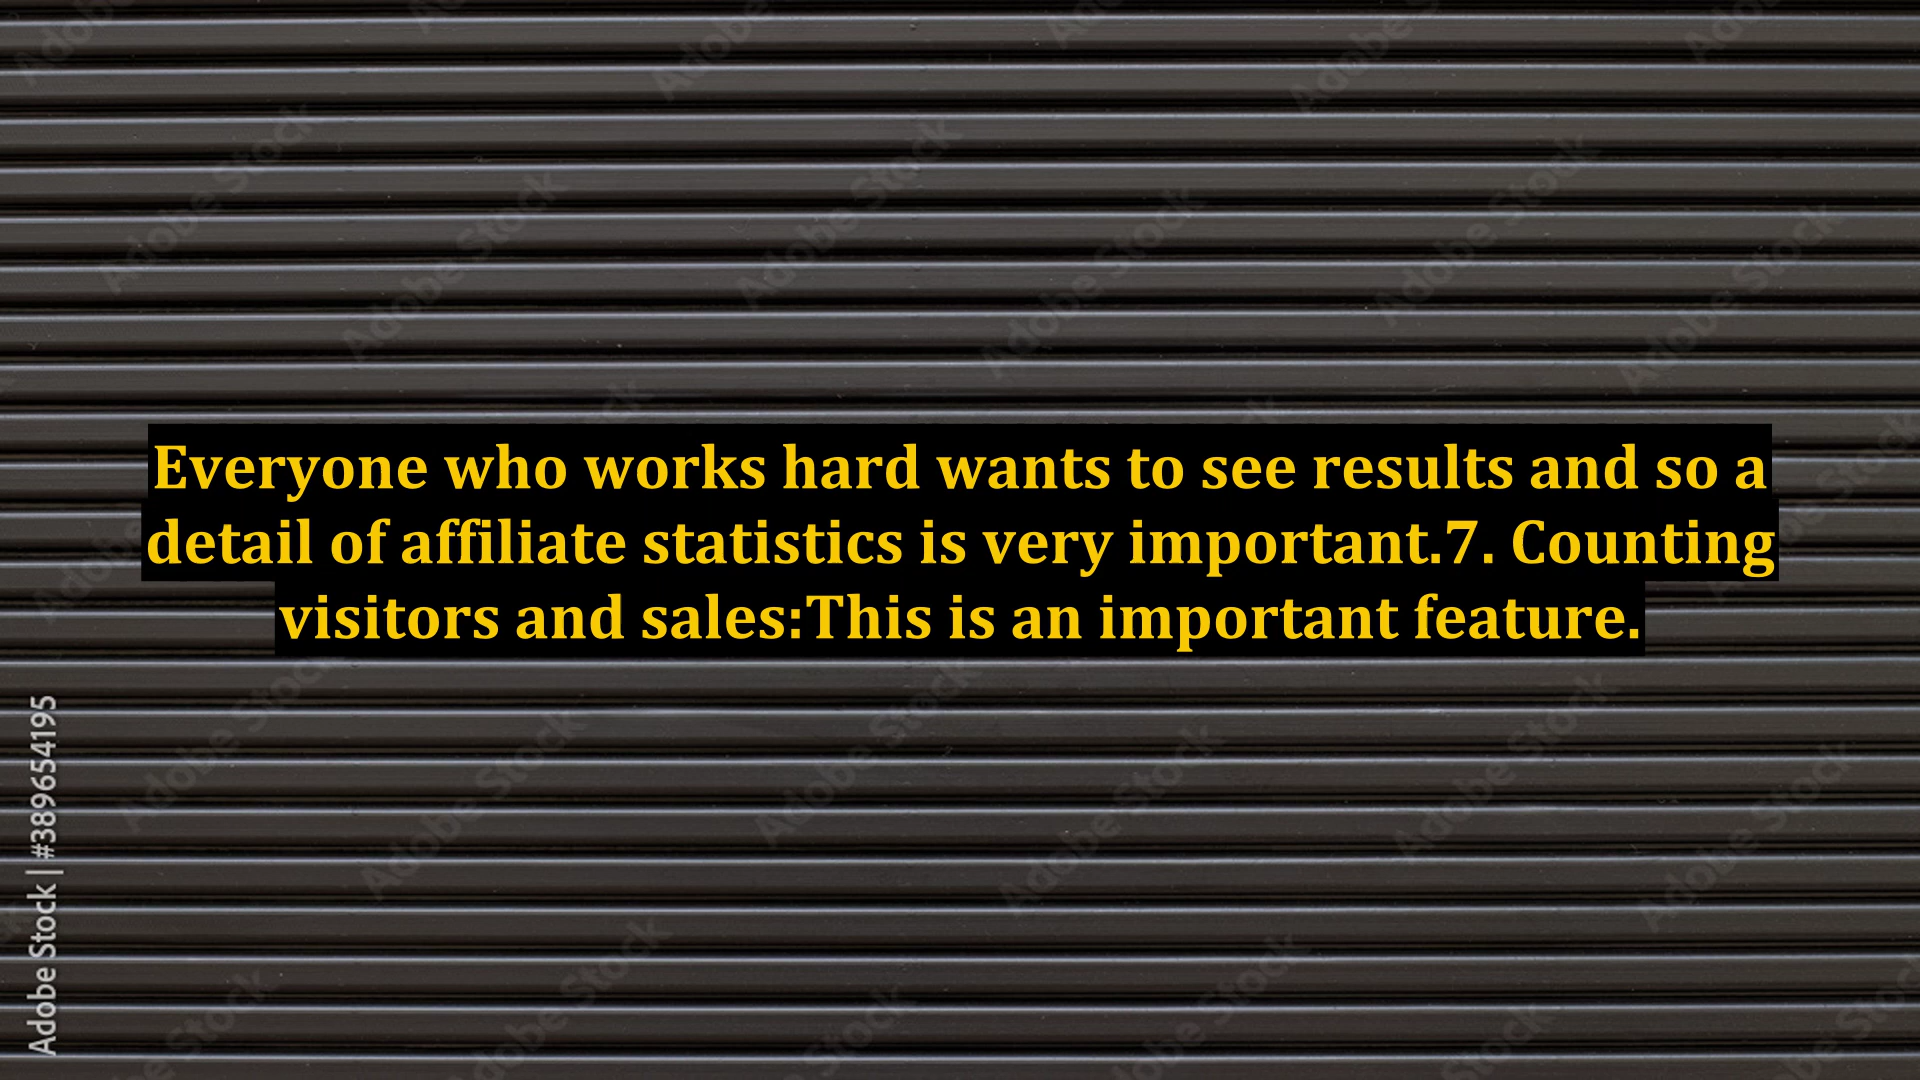 Everyone who works hard wants to see results and so a
detail of affiliate statistics is very important.7. Counting
visitors and sales:This is an important feature.
Adobe Stock | #389654195